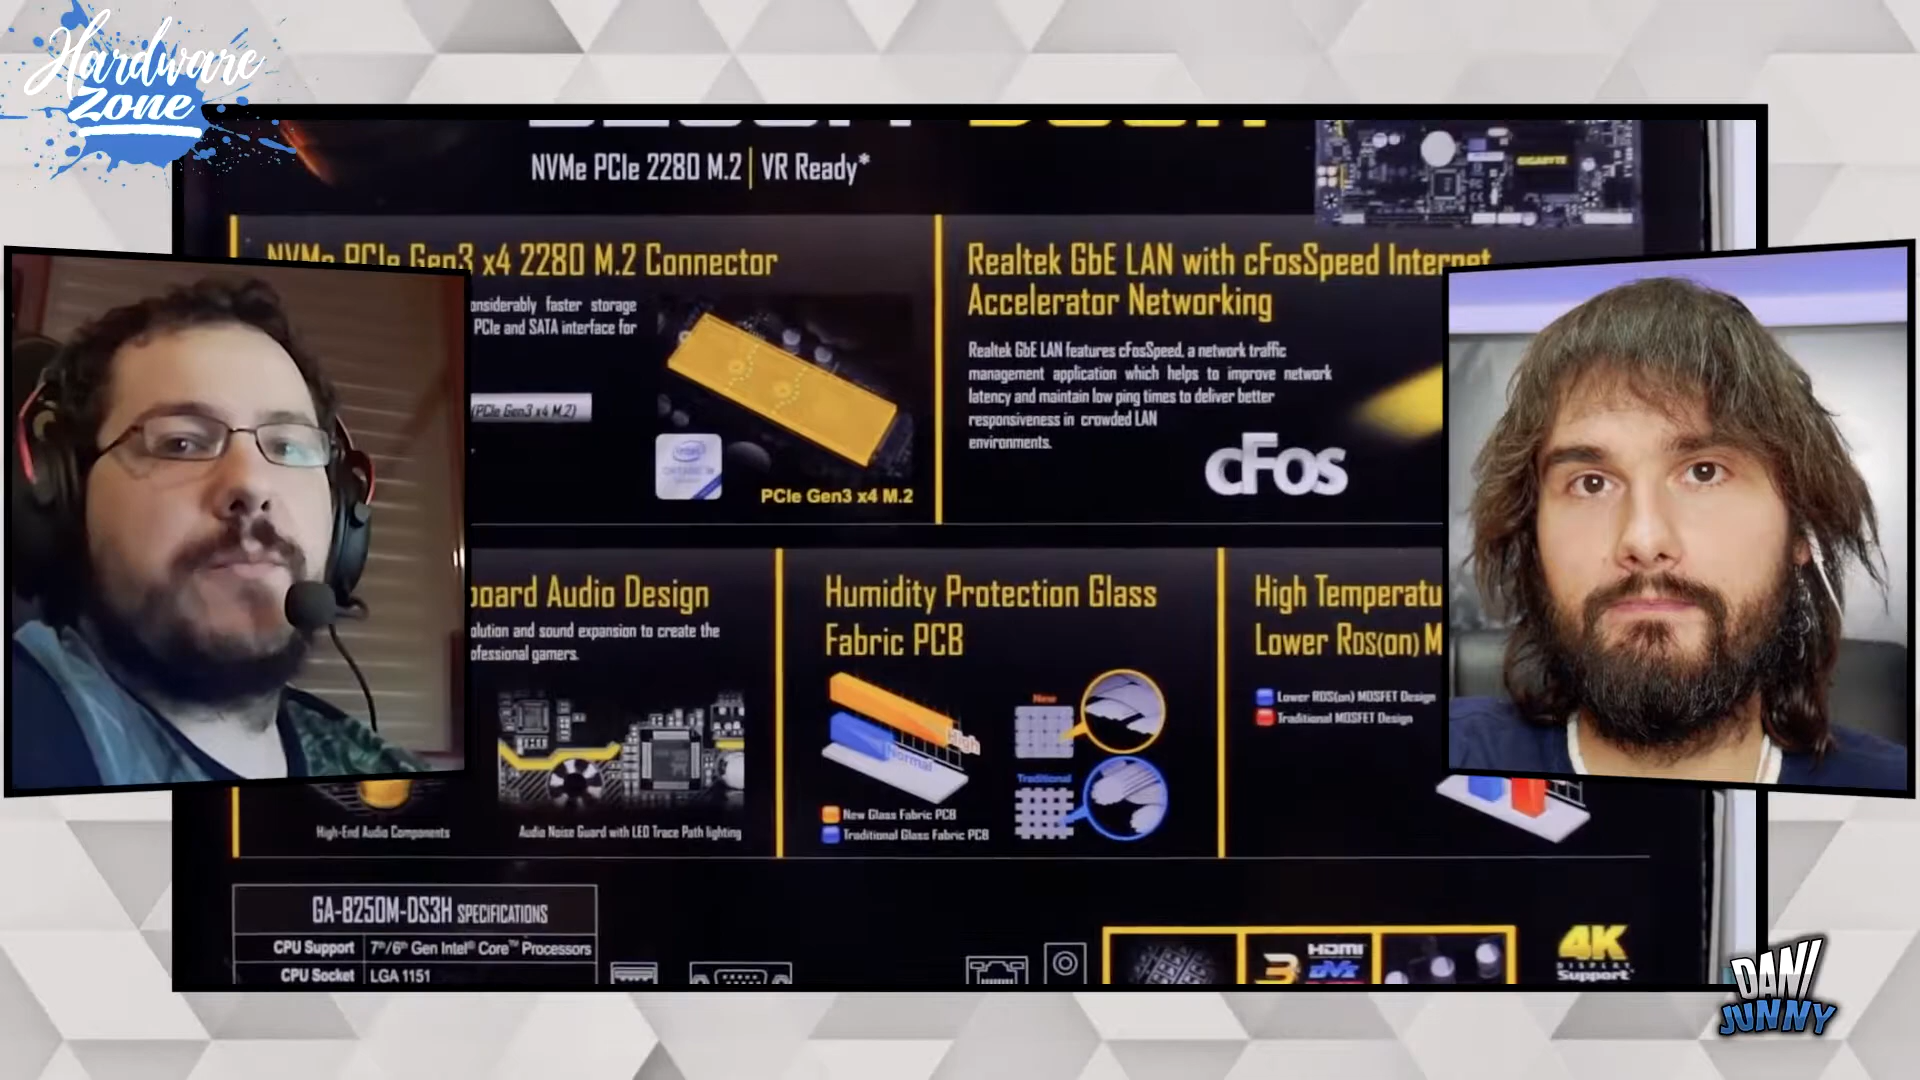 Hardware
Zone
NVMe PCIe 2280 M.2 | VR Ready*
GIGABYTE
NVMe PCIe Gen3 x4 2280 M.2 Connector
onsiderably faster storage
PCIe and SATA interface for
(PCIe Gen3 x4 M.2)
intel
PCIe Gen3 x4 M.2
Realtek GbE LAN with cFosSpeed Internet
Accelerator Networking
Realtek GbE LAN features cFosSpeed, a network traffic
management application which helps to improve network
latency and maintain low ping times to deliver better
responsiveness in crowded LAN
environments.
cFos
board Audio Design
olution and sound expansion to create the
ofessional gamers.
High-End Audio Components
Audio Noise Guard with LED Trace Path lighting
Humidity Protection Glass
Fabric PCB
High
Normal
New
Traditional
New Glass Fabric PCB
Traditional Glass Fabric PCB
High Temperatu
Lower RDS(on) M
Lower RDS(on) MOSFET Design
Traditional MOSFET Design
GA-B250M-DS3H SPECIFICATIONS
CPU Support 7th/6th Gen Intel® Core™ Processors
CPU Socket LGA 1151
3
HDMI
DVI
4K
DISPLAY
Support
DANI
JUNNY